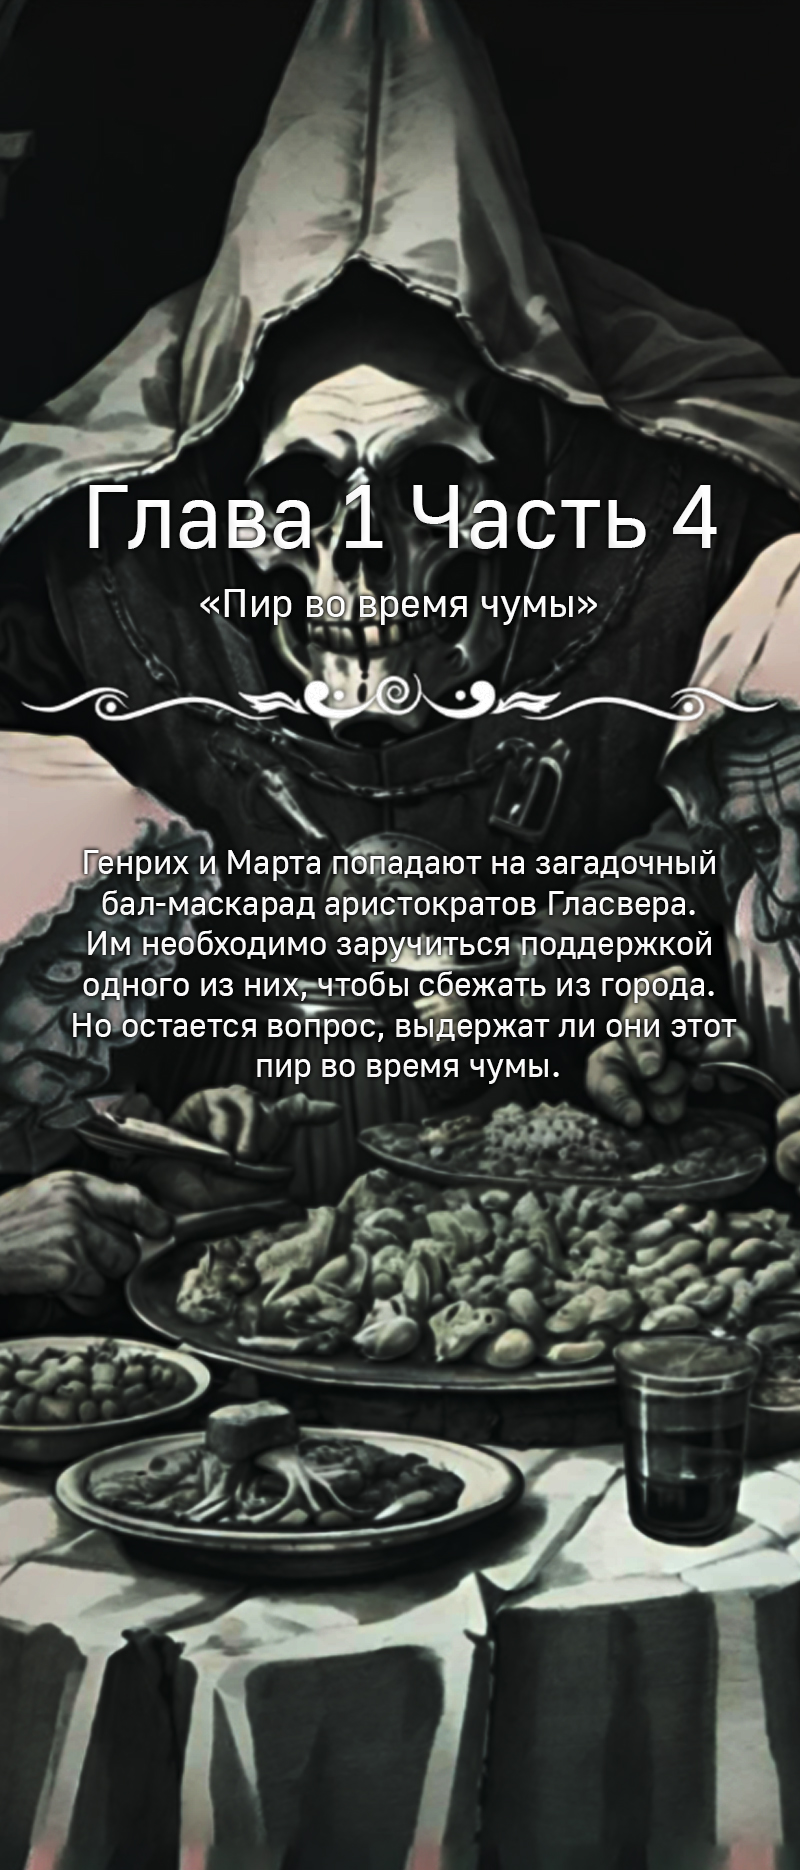 Глава 1 Часть 4
«Пир во время чумы»
Генрих и Марта попадают на загадочный
бал-маскарад аристократов Гласвера.
Им необходимо заручиться поддержкой
одного из них, чтобы сбежать из города.
Но остается вопрос, выдержат ли они этот
пир во время чумы.